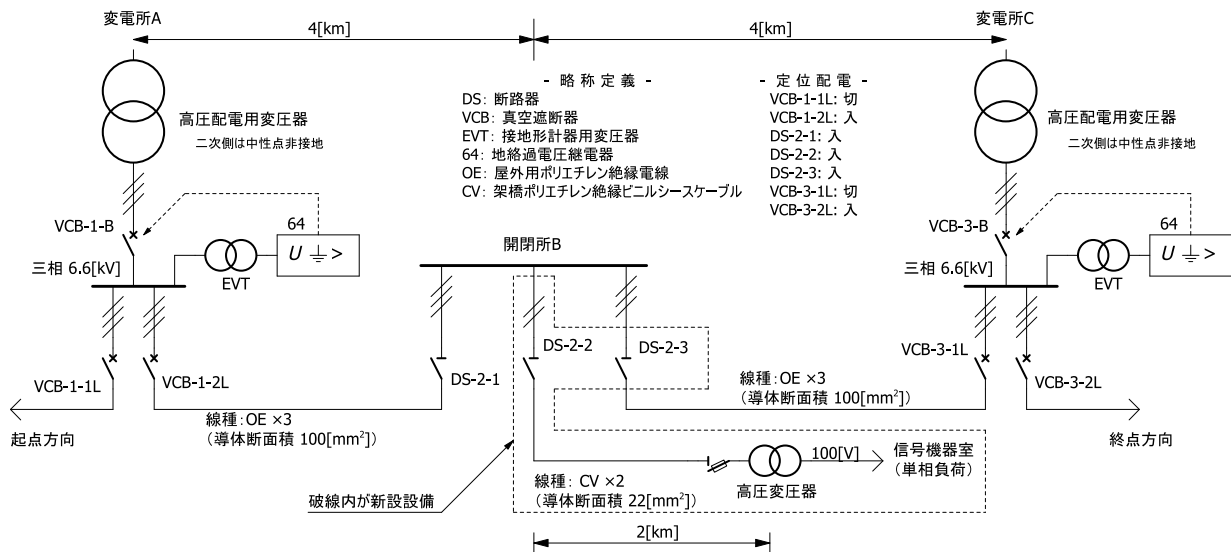 変電所A
4[km]
4[km]
変電所C
高圧配電用変圧器
二次側は中性点非接地
- 略 称 定 義 -
DS: 断路器
VCB: 真空遮断器
EVT: 接地形計器用変圧器
64: 地絡過電圧継電器
OE: 屋外用ポリエチレン絶縁電線
CV: 架橋ポリエチレン絶縁ビニルシースケーブル
- 定 位 配 電 -
VCB-1-1L: 切
VCB-1-2L: 入
DS-2-1: 入
DS-2-2: 入
DS-2-3: 入
VCB-3-1L: 切
VCB-3-2L: 入
高圧配電用変圧器
二次側は中性点非接地
VCB-1-B
64
U >
三相 6.6[kV]
EVT
開閉所B
VCB-3-B
64
U >
三相 6.6[kV]
EVT
VCB-1-1L
VCB-1-2L
DS-2-1
DS-2-2
DS-2-3
VCB-3-1L
VCB-3-2L
起点方向
線種:OE ×3
(導体断面積 100[mm²])
線種:OE ×3
(導体断面積 100[mm²])
終点方向
100[V]
信号機器室
(単相負荷)
高圧変圧器
線種: CV ×2
(導体断面積 22[mm²])
破線内が新設設備
2[km]